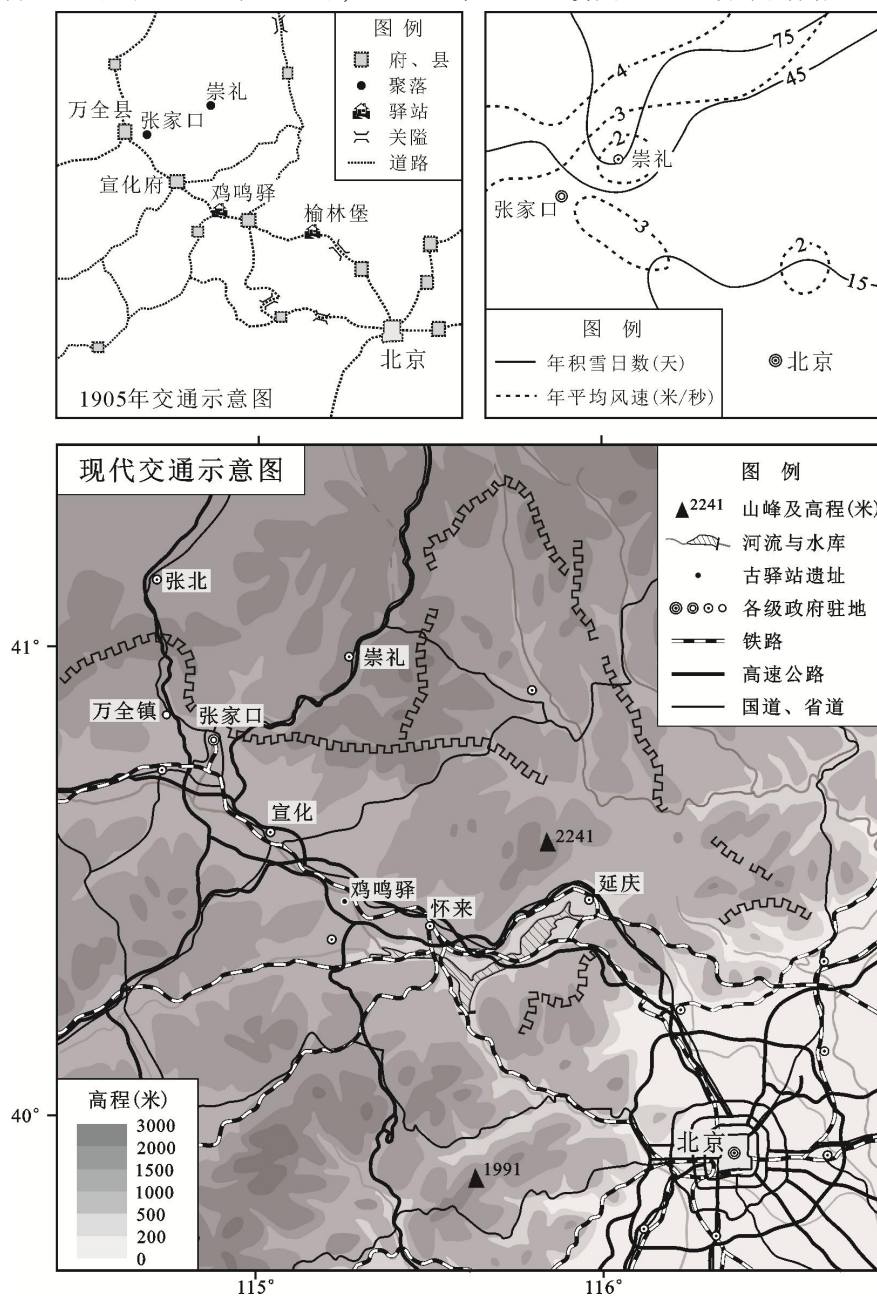 图 例
府、县
聚落
驿站
关隘
道路
崇礼
万全县
张家口
宣化府
鸡鸣驿
榆林堡
北京
1905年交通示意图
75
45
4
3
2
崇礼
张家口
3
2
15
图 例
年积雪日数(天)
年平均风速(米/秒)
北京
现代交通示意图
图 例
2241 山峰及高程(米)
河流与水库
古驿站遗址
各级政府驻地
铁路
高速公路
国道、省道
张北
41°
崇礼
万全镇
张家口
宣化
2241
鸡鸣驿
延庆
怀来
高程(米)
3000
2000
1500
1000
500
200
0
40°
北京
1991
115°
116°